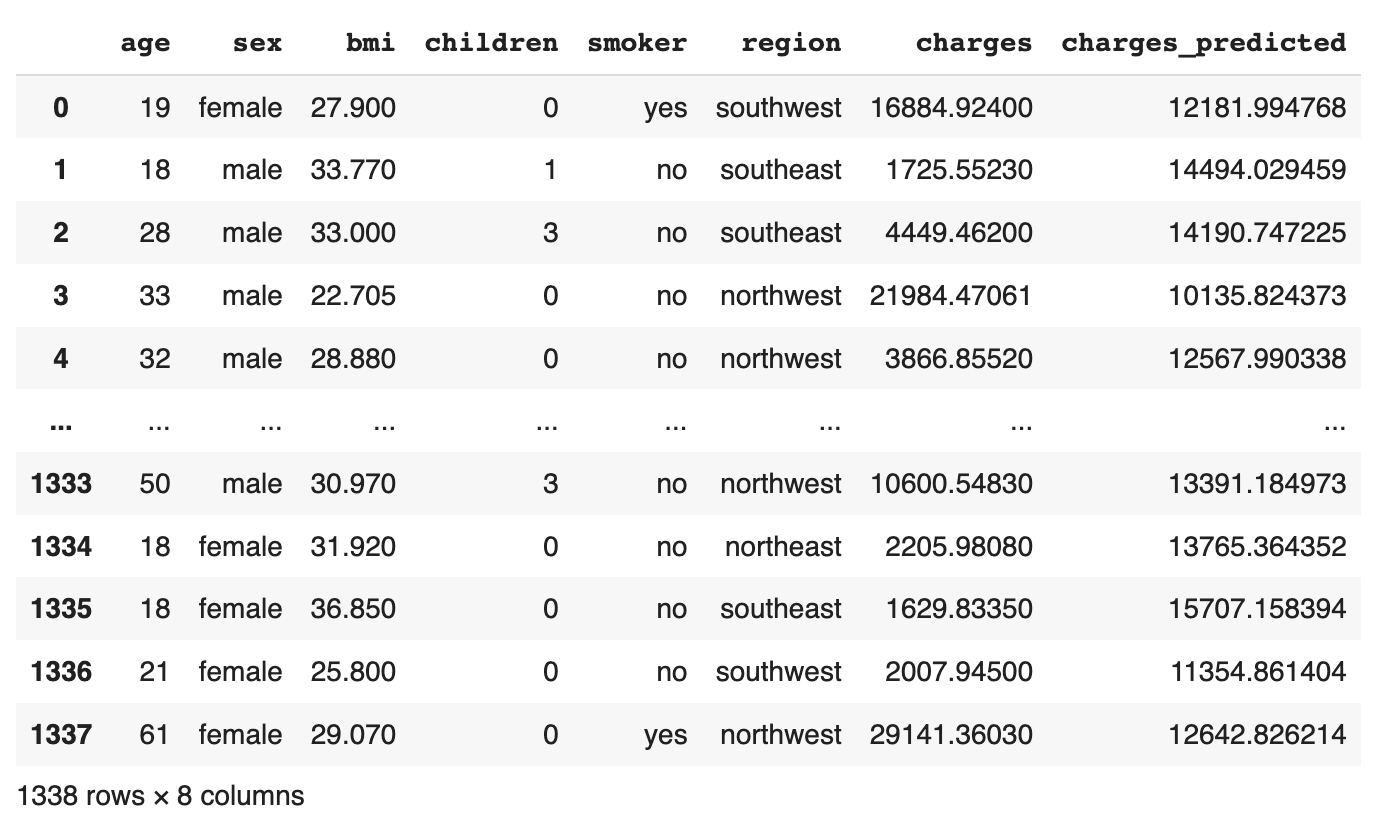 age sex bmi children smoker region charges charges_predicted
0 19 female 27.900 0 yes southwest 16884.92400 12181.994768
1 18 male 33.770 1 no southeast 1725.55230 14494.029459
2 28 male 33.000 3 no southeast 4449.46200 14190.747225
3 33 male 22.705 0 no northwest 21984.47061 10135.824373
4 32 male 28.880 0 no northwest 3866.85520 12567.990338
... ... ... ... ... ... ... ... ...
1333 50 male 30.970 3 no northwest 10600.54830 13391.184973
1334 18 female 31.920 0 no northeast 2205.98080 13765.364352
1335 18 female 36.850 0 no southeast 1629.83350 15707.158394
1336 21 female 25.800 0 no southwest 2007.94500 11354.861404
1337 61 female 29.070 0 yes northwest 29141.36030 12642.826214
1338 rows × 8 columns